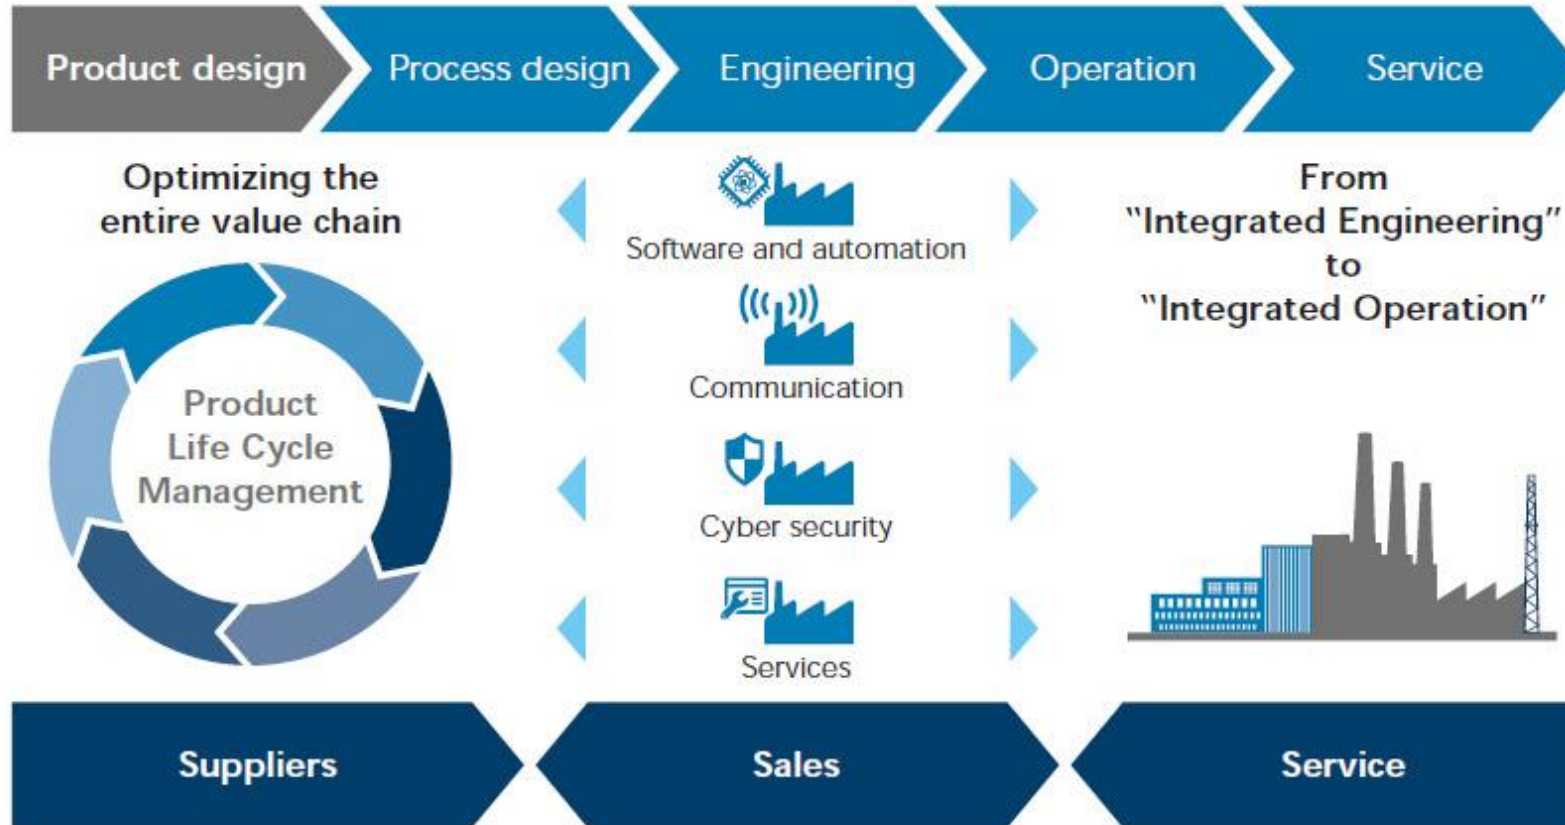 Product design
Process design
Engineering
Operation
Service
Optimizing the
entire value chain
Product
Life Cycle
Management
Software and automation
Communication
Cyber security
Services
From
“Integrated Engineering”
to
“Integrated Operation”
Suppliers
Sales
Service